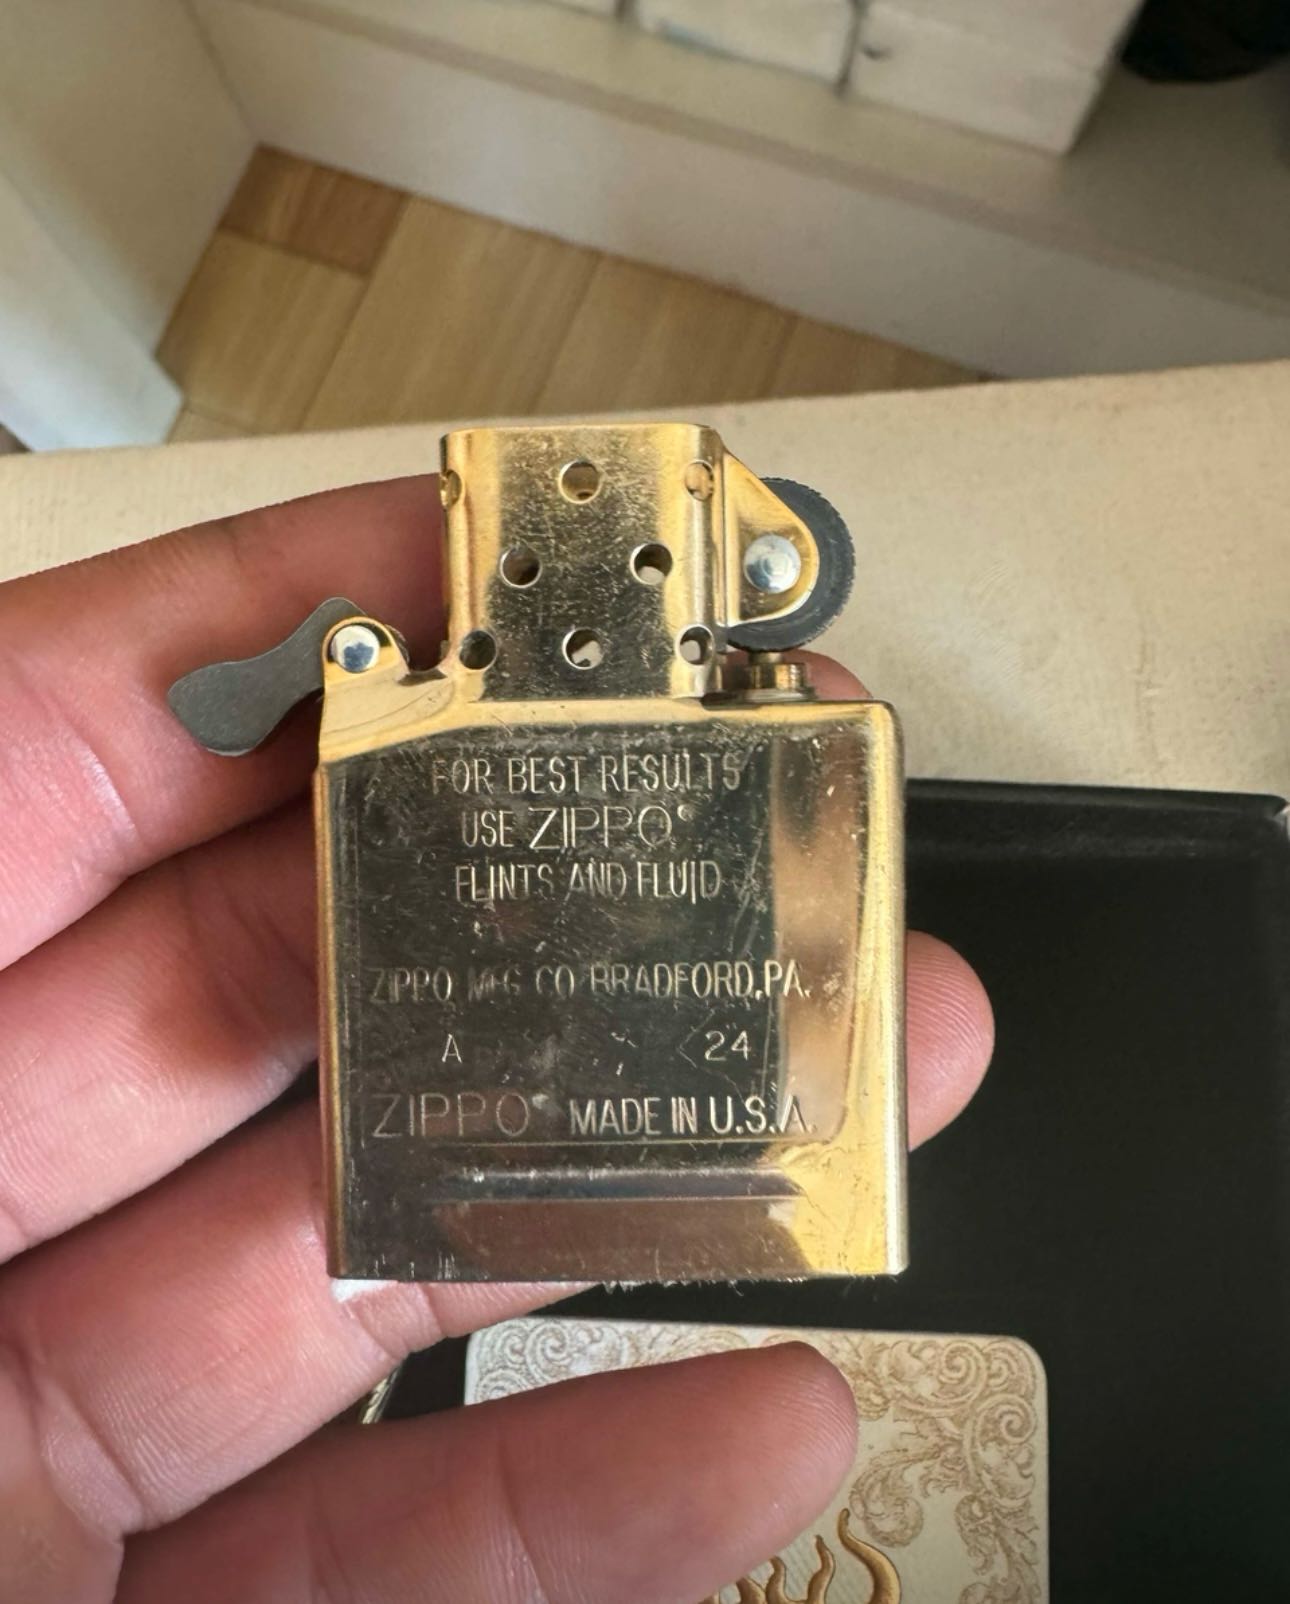 FOR BEST RESULTS
USE ZIPPO®
FLINTS AND FLUID
ZIPPO MFG CO BRADFORD, PA.
A 24
ZIPPO® MADE IN U.S.A.